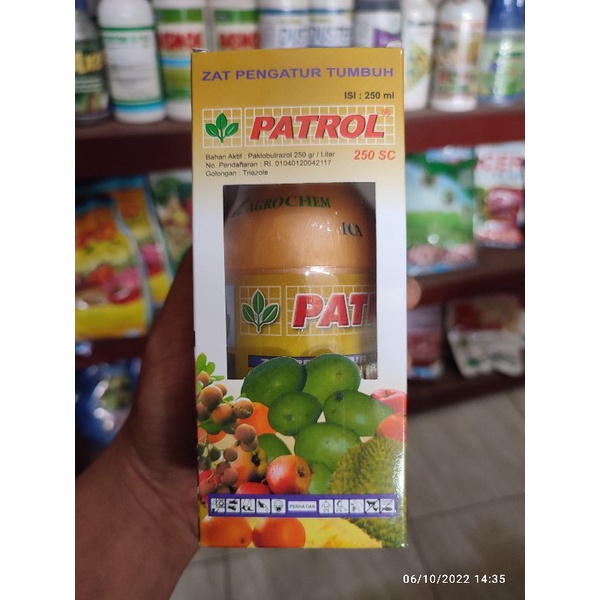 ZAT PENGATUR TUMBUH
ISI : 250 ml
PATROL
250 SC
Bahan Aktif : Paklobutrazol 250 gr / Liter
No. Pendaftaran : RI. 01040120042117
Golongan : Triazole
AGROCHEM
PAT
PERHATIAN
06/10/2022 14:35